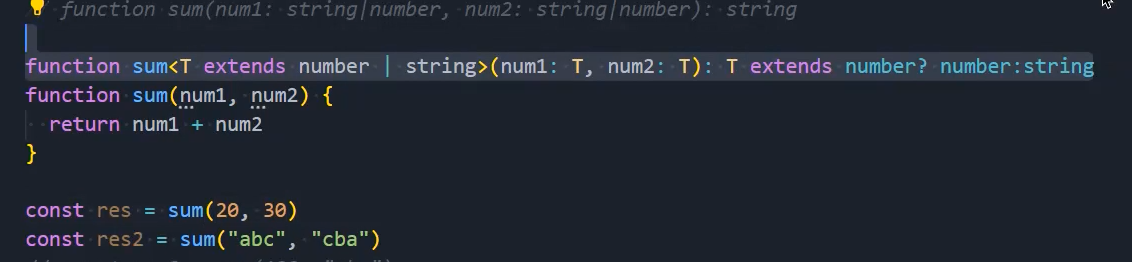 function sum(num1: string|number, num2: string|number): string
function sum<T extends number | string>(num1: T, num2: T): T extends number? number:string
function sum(num1, num2) {
return num1 + num2
}
const res = sum(20, 30)
const res2 = sum("abc", "cba")